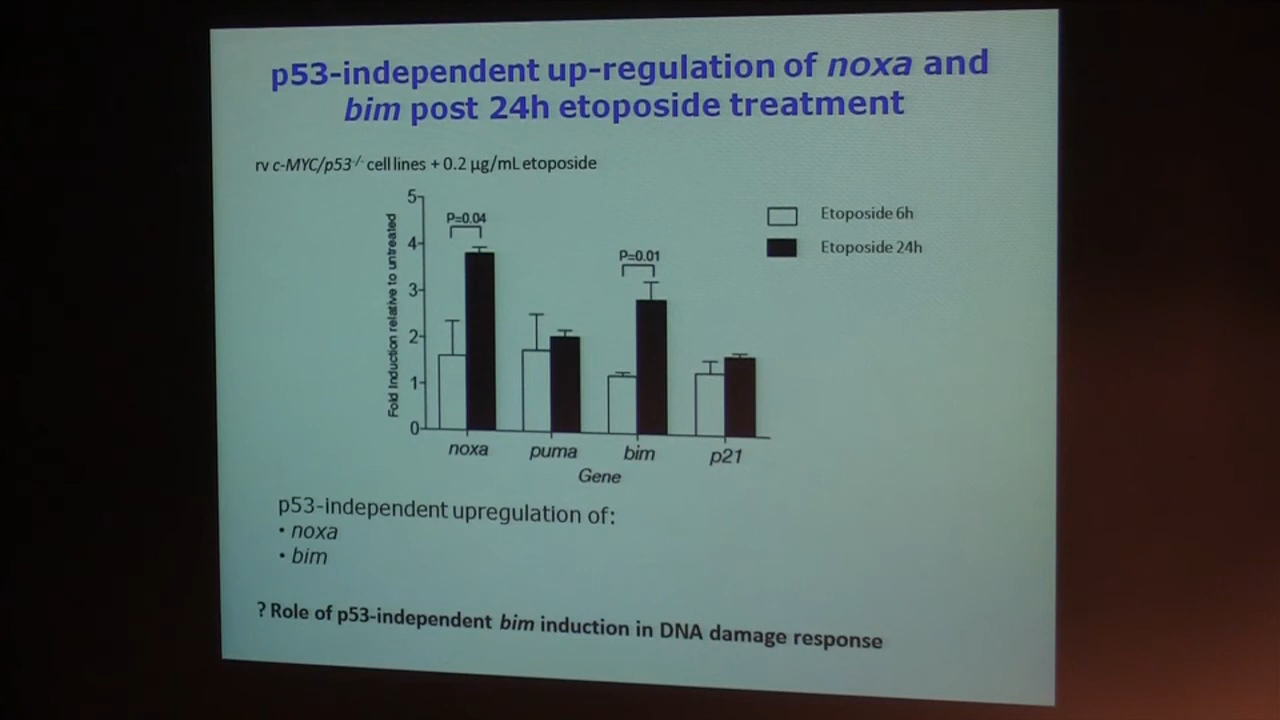 p53-independent up-regulation of noxa and
bim post 24h etoposide treatment
rv c-MYC/p53-/- cell lines + 0.2 µg/mL etoposide
Fold Induction relative to untreated
5
4
3
2
1
0
P=0.04
P=0.01
Etoposide 6h
Etoposide 24h
noxa puma bim p21
Gene
p53-independent upregulation of:
• noxa
• bim
? Role of p53-independent bim induction in DNA damage response